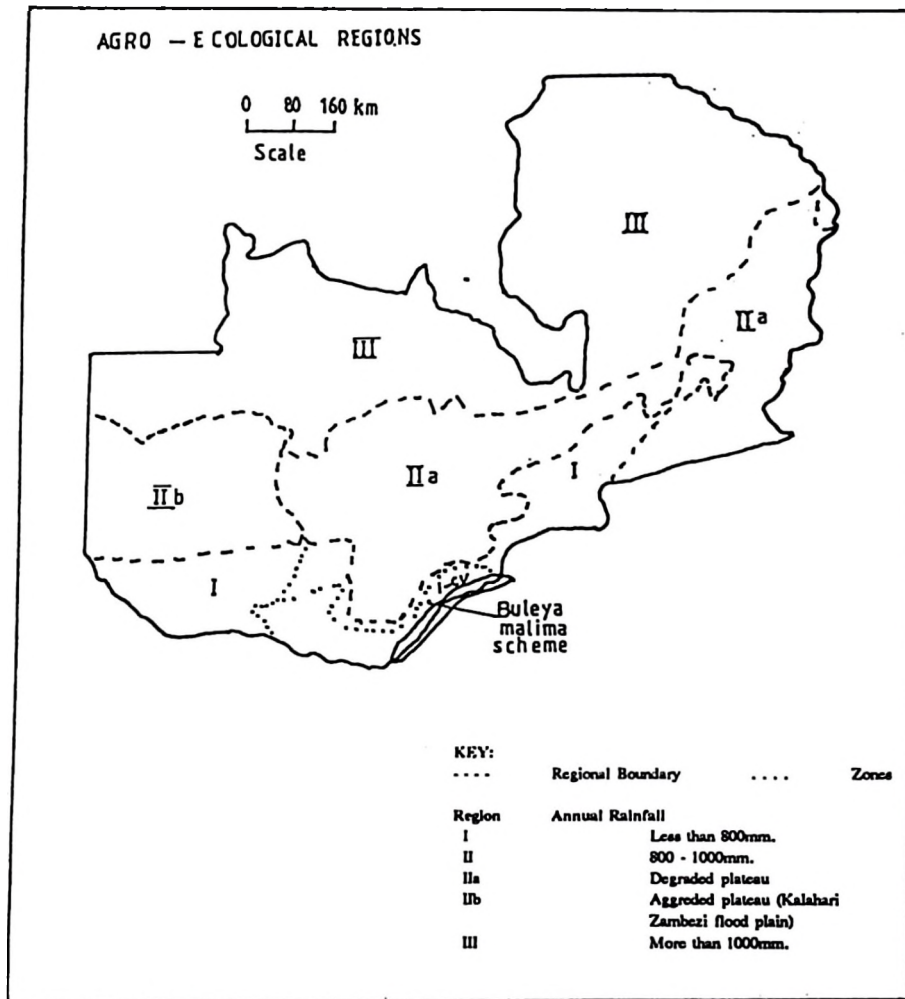 AGRO – ECOLOGICAL REGIONS
0 80 160 km
Scale
III
IIa
III
IIa
IIb
I
I
Buleya
malima
scheme
KEY:
---- Regional Boundary .... Zones
Region Annual Rainfall
I Less than 800mm.
II 800 - 1000mm.
IIa Degraded plateau
IIb Aggreded plateau (Kalahari
Zambezi flood plain)
III More than 1000mm.